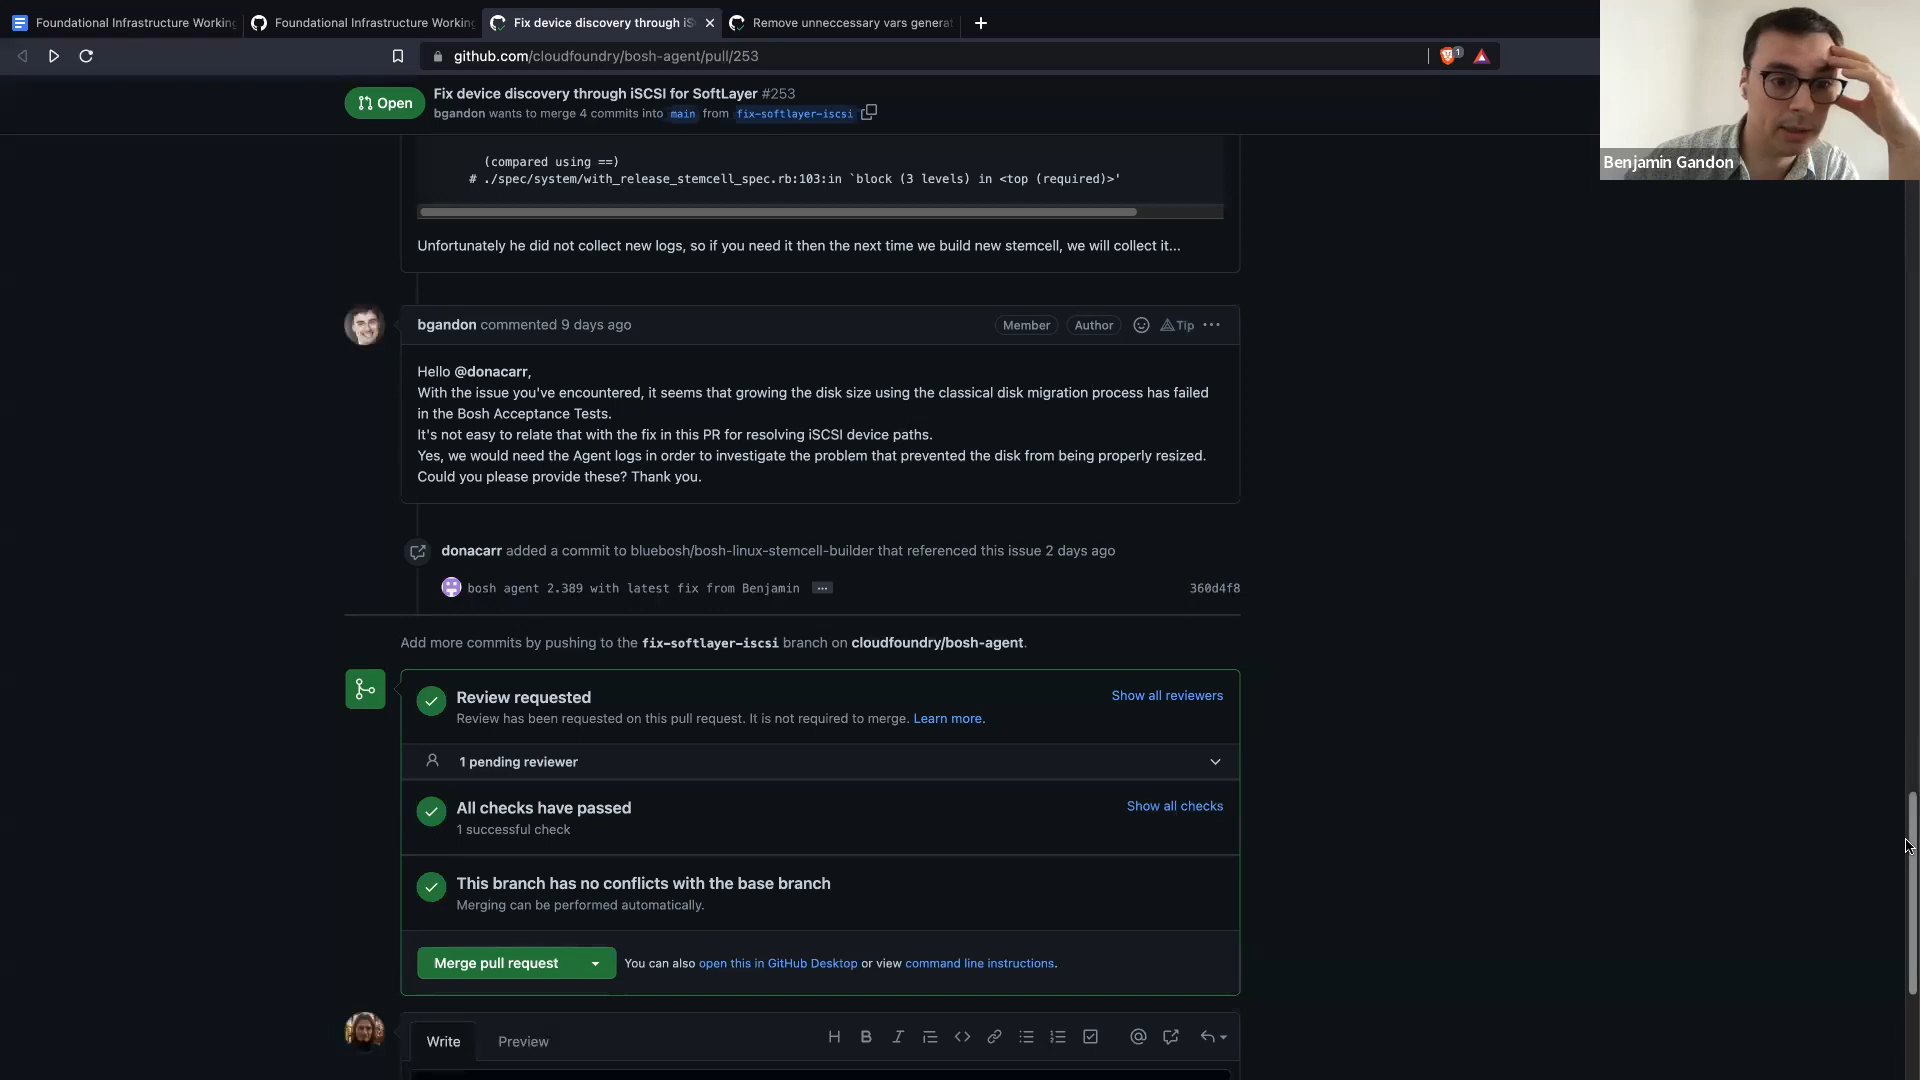 Foundational Infrastructure Working
Foundational Infrastructure Working
Fix device discovery through iS
Remove unneccessary vars generat
github.com/cloudfoundry/bosh-agent/pull/253
1
Open
Fix device discovery through iSCSI for SoftLayer #253
bgandon wants to merge 4 commits into main from fix-softlayer-iscsi
Benjamin Gandon
(compared using ==)
# ./spec/system/with_release_stemcell_spec.rb:103:in `block (3 levels) in <top (required)>'
Unfortunately he did not collect new logs, so if you need it then the next time we build new stemcell, we will collect it...
bgandon commented 9 days ago
Member
Author
Tip
Hello @donacarr,
With the issue you've encountered, it seems that growing the disk size using the classical disk migration process has failed
in the Bosh Acceptance Tests.
It's not easy to relate that with the fix in this PR for resolving iSCSI device paths.
Yes, we would need the Agent logs in order to investigate the problem that prevented the disk from being properly resized.
Could you please provide these? Thank you.
donacarr added a commit to bluebosh/bosh-linux-stemcell-builder that referenced this issue 2 days ago
bosh agent 2.389 with latest fix from Benjamin ...
360d4f8
Add more commits by pushing to the fix-softlayer-iscsi branch on cloudfoundry/bosh-agent.
Review requested
Show all reviewers
Review has been requested on this pull request. It is not required to merge. Learn more.
1 pending reviewer
All checks have passed
Show all checks
1 successful check
This branch has no conflicts with the base branch
Merging can be performed automatically.
Merge pull request
You can also open this in GitHub Desktop or view command line instructions.
Write
Preview